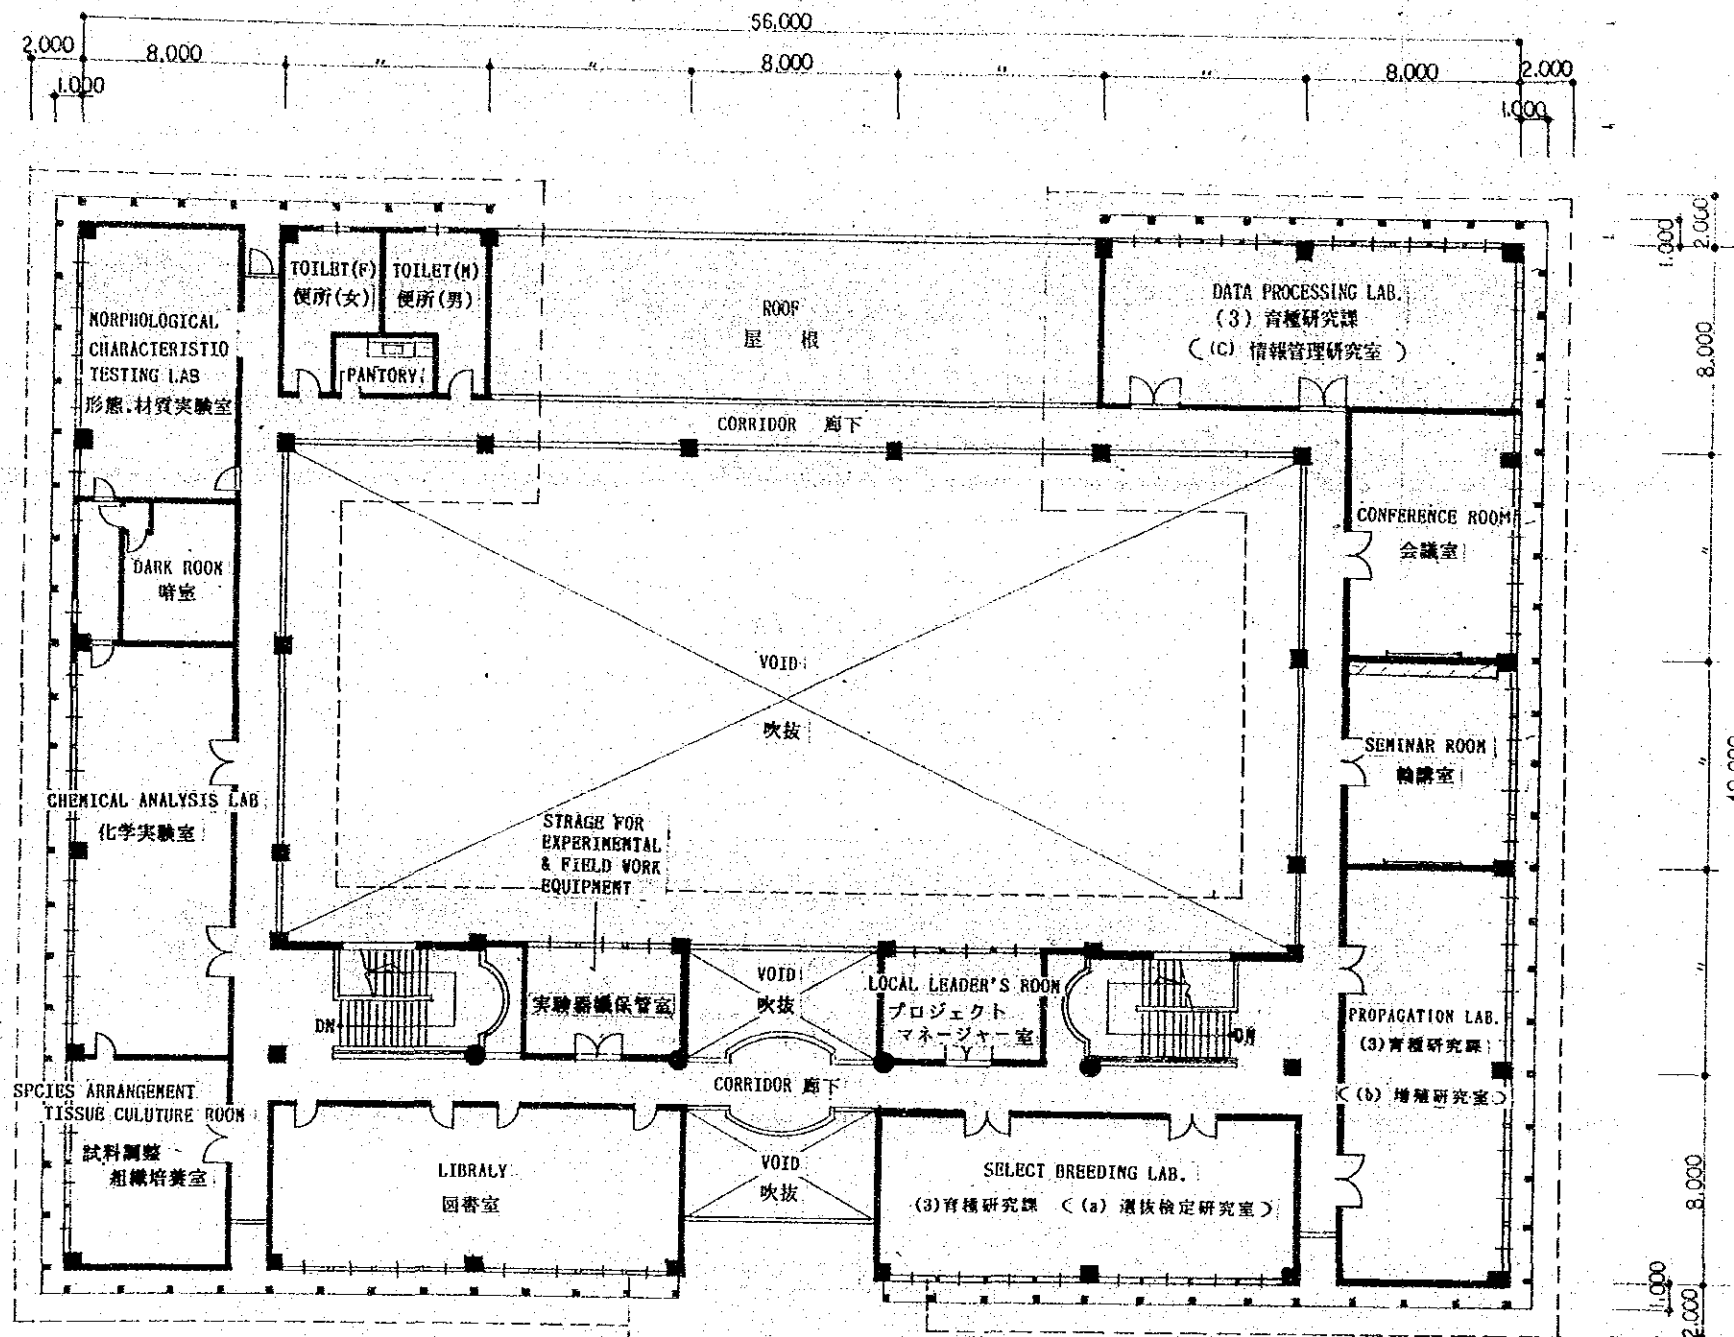 56,000
2,000
8,000
"
"
8,000
"
"
8,000
2,000
1,000
1,000
TOILET(F)
便所(女)
TOILET(M)
便所(男)
PANTORY
ROOF
屋 根
DATA PROCESSING LAB.
(3) 育種研究課
((C) 情報管理研究室 )
1,000
2,000
8,000
MORPHOLOGICAL
CHARACTERISTIO
TESTING LAB
形態.材質実験室
CORRIDOR 廊下
CONFERENCE ROOM
会議室
"
DARK ROOM
暗室
VOID
吹抜
SEMINAR ROOM
輪講室
"
CHEMICAL ANALYSIS LAB
化学実験室
STRAGE FOR
EXPERIMENTAL
& FIELD WORK
EQUIPMENT
実験器機保管室
VOID
吹抜
LOCAL LEADER'S ROOM
プロジェクト
マネージャー室
DN
DN
"
PROPAGATION LAB.
(3)育種研究課
((b) 増殖研究室)
CORRIDOR 廊下
SPCIES ARRANGEMENT
TISSUE CULUTURE ROOM
試料調整
組織培養室
LIBRALY
図書室
VOID
吹抜
SELECT BREEDING LAB.
(3)育種研究課 ((a) 選抜検定研究室)
8,000
1,000
2,000